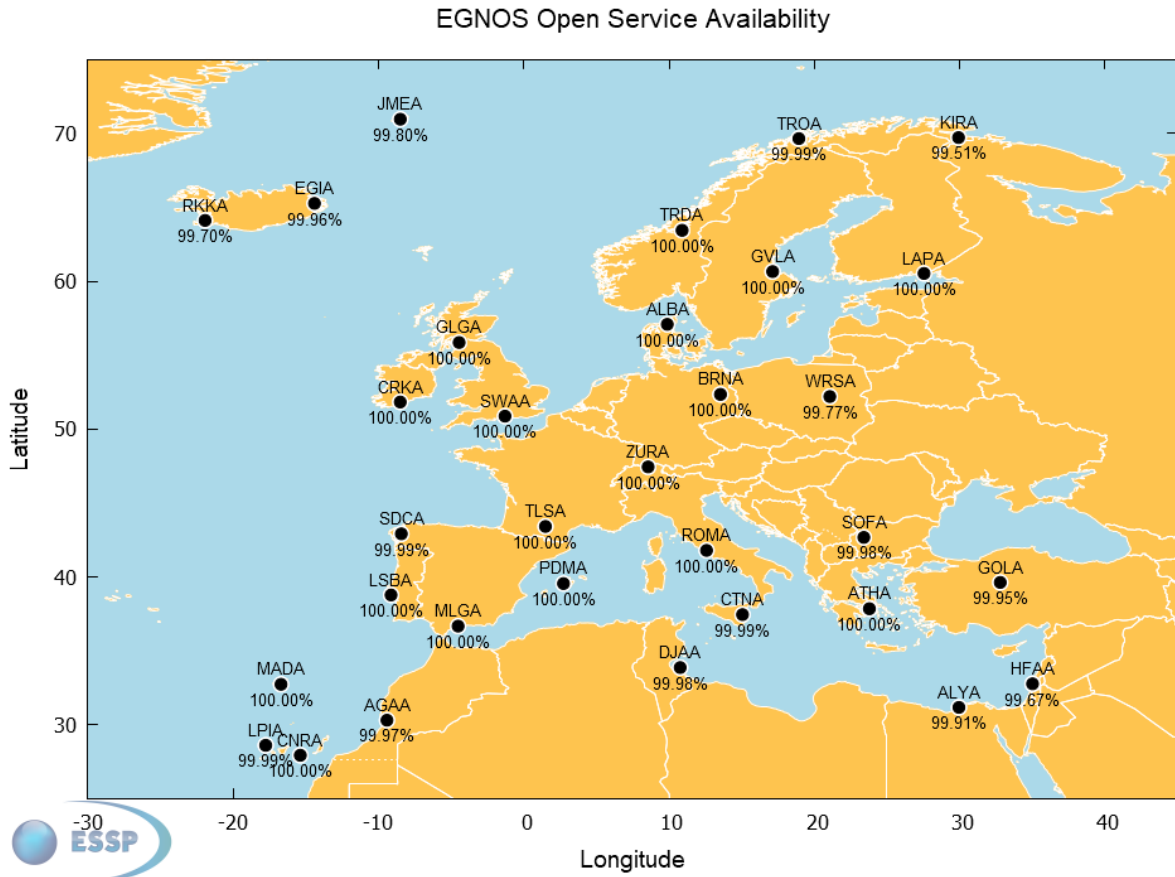 EGNOS Open Service Availability
JMEA
99.80%
TROA
99.99%
KIRA
99.51%
EGIA
99.96%
RKKA
99.70%
TRDA
100.00%
GVLA
100.00%
LAPA
100.00%
ALBA
100.00%
GLGA
100.00%
CRKA
100.00%
SWAA
100.00%
BRNA
100.00%
WRSA
99.77%
ZURA
100.00%
SDCA
99.99%
TLSA
100.00%
ROMA
100.00%
SOFA
99.98%
LSBA
100.00%
PDMA
100.00%
GOLA
99.95%
MLGA
100.00%
CTNA
99.99%
ATHA
100.00%
MADA
100.00%
DJAA
99.98%
HFAA
99.67%
AGAA
99.97%
ALYA
99.91%
LPIA
99.99%
CNRA
100.00%
70
60
50
40
30
Latitude
-30
-20
-10
0
10
20
30
40
Longitude
ESSP